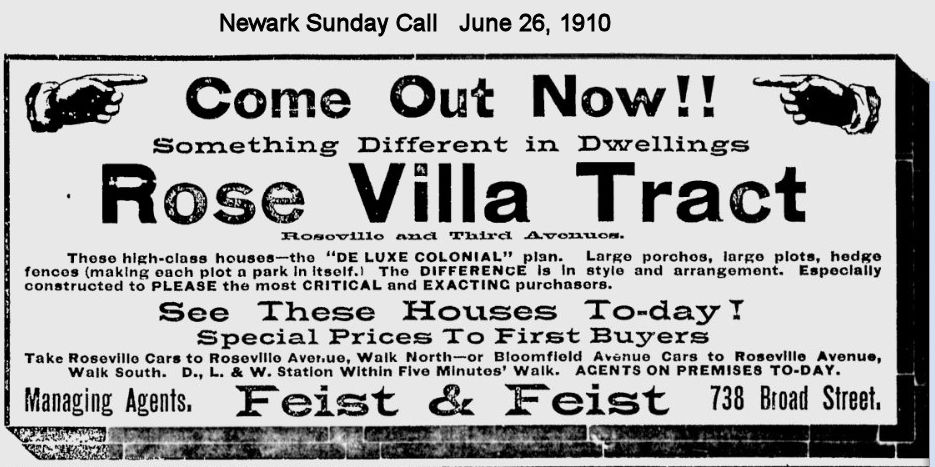 Newark Sunday Call June 26, 1910
Come Out Now!!
Something Different in Dwellings
Rose Villa Tract
Roseville and Third Avenues.
These high-class houses—the "DE LUXE COLONIAL" plan. Large porches, large plots, hedge
fences (making each plot a park in itself.) The DIFFERENCE is in style and arrangement. Especially
constructed to PLEASE the most CRITICAL and EXACTING purchasers.
See These Houses To-day!
Special Prices To First Buyers
Take Roseville Cars to Roseville Avenue, Walk North—or Bloomfield Avenue Cars to Roseville Avenue,
Walk South. D., L. & W. Station Within Five Minutes' Walk. AGENTS ON PREMISES TO-DAY.
Managing Agents. Feist & Feist 738 Broad Street.